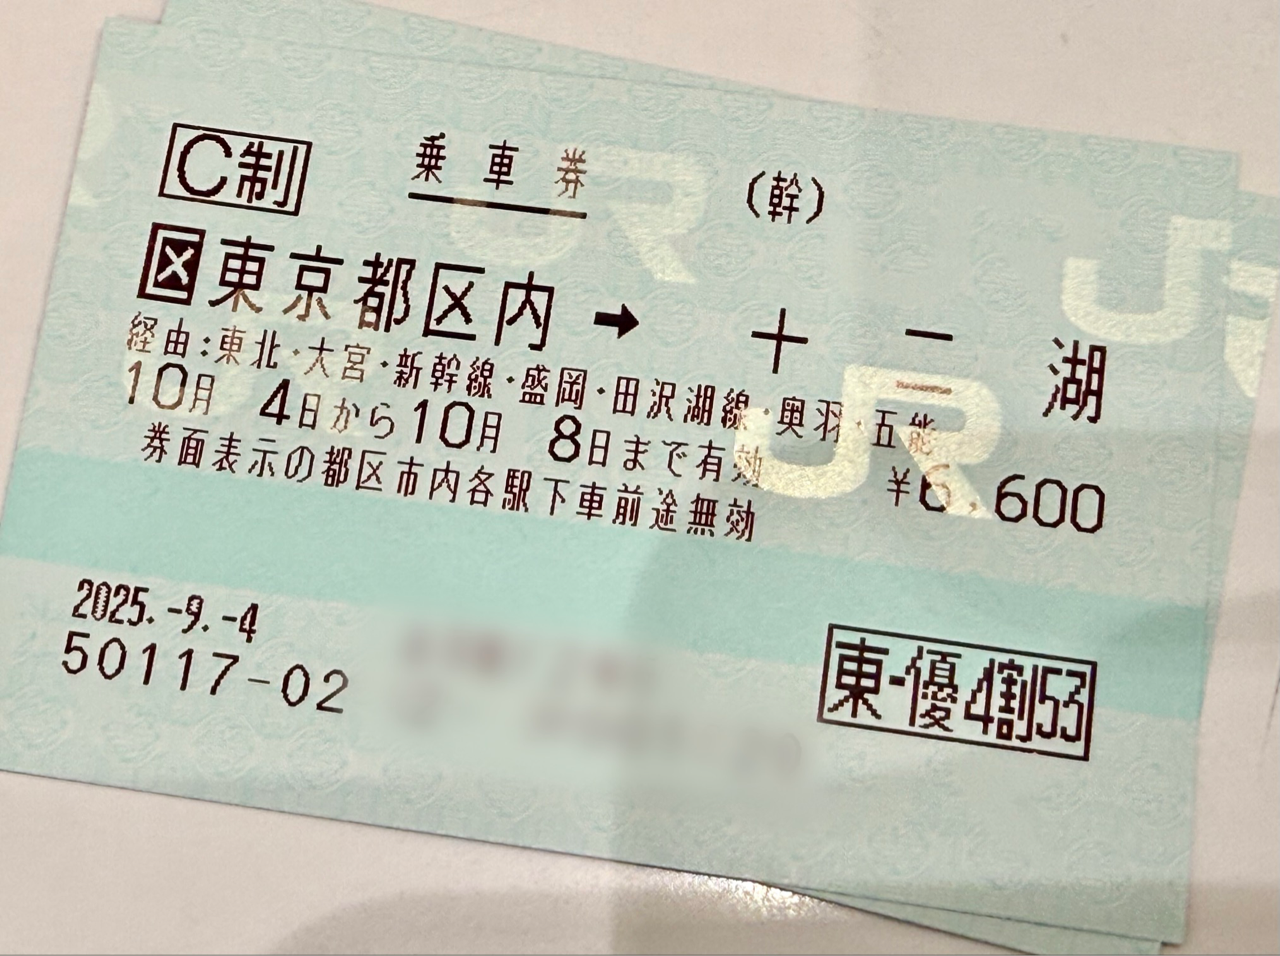 C制 乗車券 (幹)
区 東京都区内 → 十二湖
経由:東北・大宮・新幹線・盛岡・田沢湖線・奥羽・五能
10月 4日から10月 8日まで有効 ¥6,600
券面表示の都区市内各駅下車前途無効
2025.-9.-4
50117-02
東-優4割53
JR
JR
JR